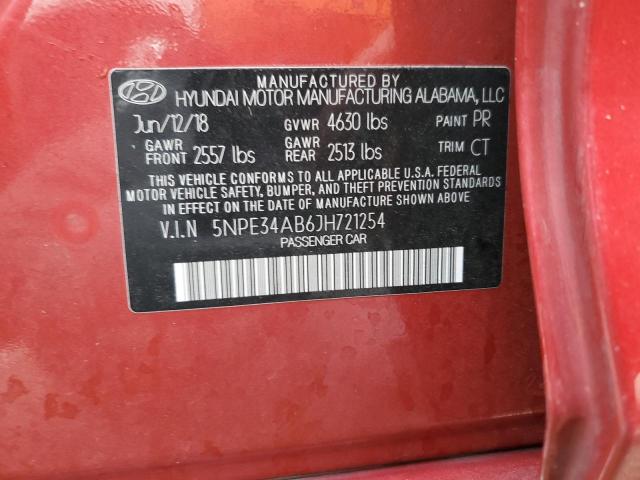 MANUFACTURED BY
HYUNDAI MOTOR MANUFACTURING ALABAMA, LLC
Jun/12/18 GVWR 4630 lbs PAINT PR
GAWR FRONT 2557 lbs GAWR REAR 2513 lbs TRIM CT
THIS VEHICLE CONFORMS TO ALL APPLICABLE U.S.A. FEDERAL
MOTOR VEHICLE SAFETY, BUMPER, AND THEFT PREVENTION STANDARDS
IN EFFECT ON THE DATE OF MANUFACTURE SHOWN ABOVE.
V.I.N 5NPE34AB6JH721254
PASSENGER CAR